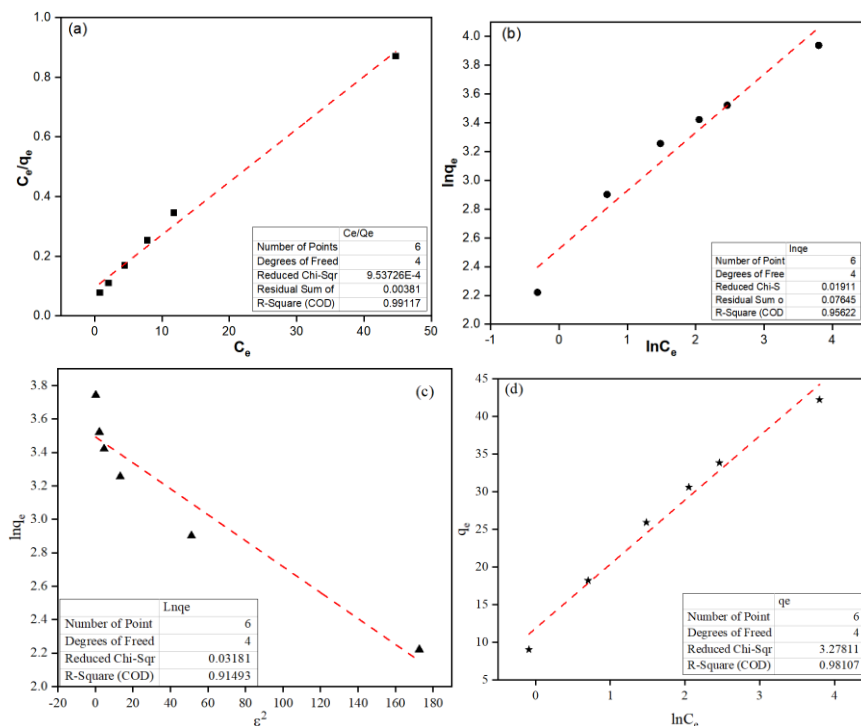 (a)
1.0
0.8
0.6
0.4
0.2
0.0
Ce/qe
0 10 20 30 40 50
Ce
Ce/Qe
Number of Points 6
Degrees of Freed 4
Reduced Chi-Sqr 9.53726E-4
Residual Sum of 0.00381
R-Square (COD) 0.99117
(b)
4.0
3.8
3.6
3.4
3.2
3.0
2.8
2.6
2.4
2.2
2.0
lnqe
-1 0 1 2 3 4 5
lnCe
lnqe
Number of Point 6
Degrees of Free 4
Reduced Chi-S 0.01911
Residual Sum o 0.07645
R-Square (COD 0.95622
(c)
3.8
3.6
3.4
3.2
3.0
2.8
2.6
2.4
2.2
2.0
lnqe
0 20 40 60 80 100 120 140 160 180
ε²
Lnqe
Number of Point 6
Degrees of Freed 4
Reduced Chi-Sqr 0.03181
R-Square (COD) 0.91493
(d)
45
40
35
30
25
20
15
10
5
qe
0 1 2 3 4
lnCe
qe
Number of Point 6
Degrees of Freed 4
Reduced Chi-Sqr 3.27811
R-Square (COD) 0.98107